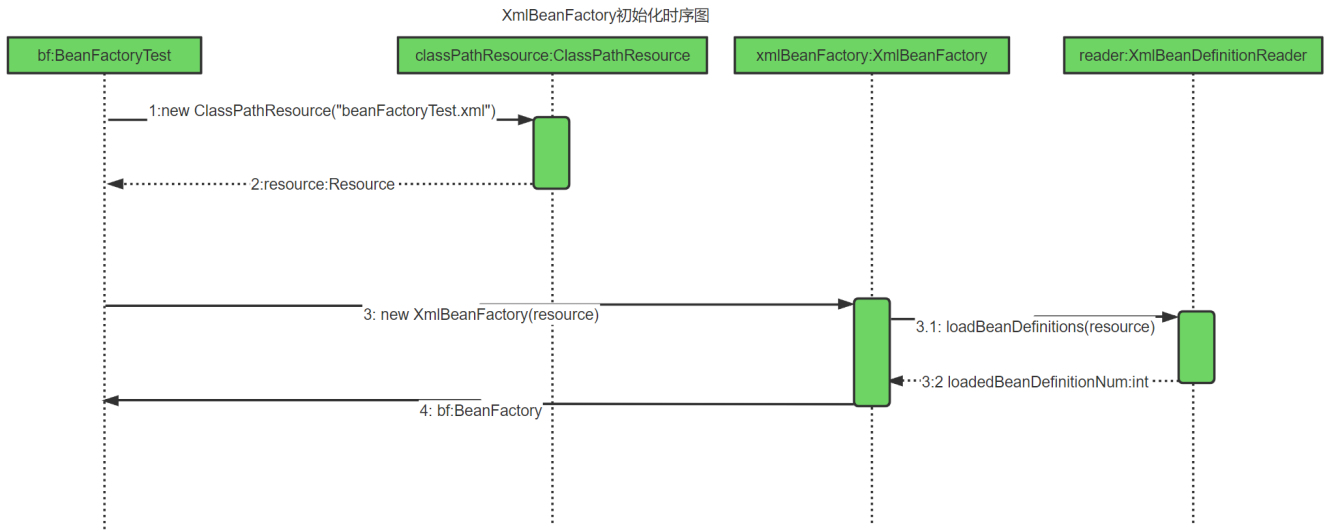 XmlBeanFactory初始化时序图
bf:BeanFactoryTest
classPathResource:ClassPathResource
xmlBeanFactory:XmlBeanFactory
reader:XmlBeanDefinitionReader
1:new ClassPathResource("beanFactoryTest.xml")
2:resource:Resource
3: new XmlBeanFactory(resource)
3.1: loadBeanDefinitions(resource)
3:2 loadedBeanDefinitionNum:int
4: bf:BeanFactory